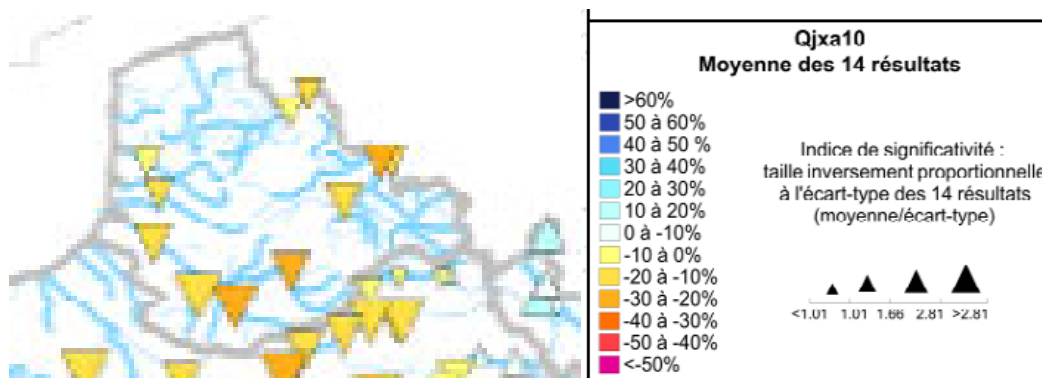 Qjxa10
Moyenne des 14 résultats
>60%
50 à 60%
40 à 50 %
30 à 40%
20 à 30%
10 à 20%
0 à -10%
-10 à 0%
-20 à -10%
-30 à -20%
-40 à -30%
-50 à -40%
<-50%
Indice de significativité :
taille inversement proportionnelle
à l'écart-type des 14 résultats
(moyenne/écart-type)
<1.01 1.01 1.66 2.81 >2.81